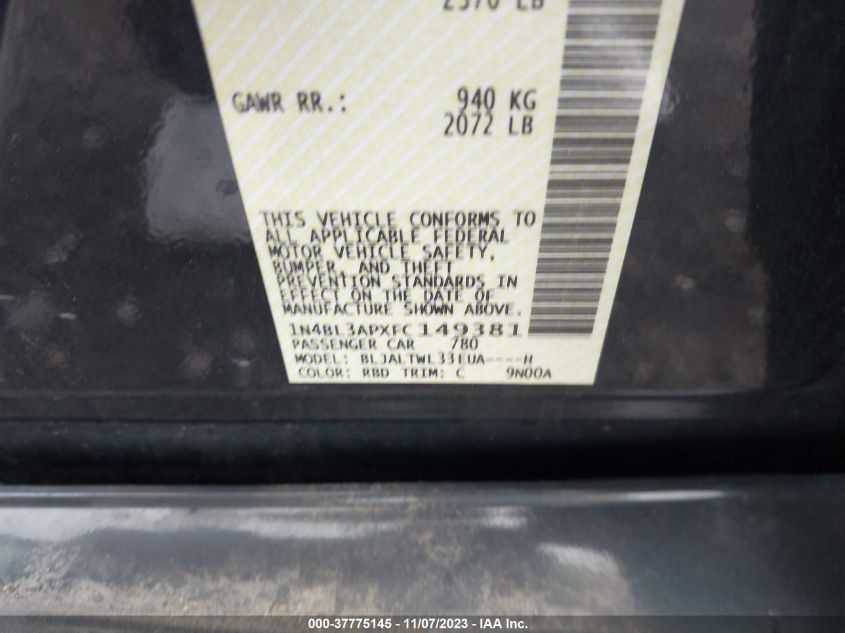 2370 LB
GAWR RR.: 940 KG
2072 LB
THIS VEHICLE CONFORMS TO
ALL APPLICABLE FEDERAL
MOTOR VEHICLE SAFETY,
BUMPER, AND THEFT
PREVENTION STANDARDS IN
EFFECT ON THE DATE OF
MANUFACTURE SHOWN ABOVE.
1N4BL3APXFC149381
PASSENGER CAR 780
MODEL: BLJALTWL33EUA----H
COLOR: RBD TRIM: C 9N00A
000-37775145 - 11/07/2023 - IAA Inc.